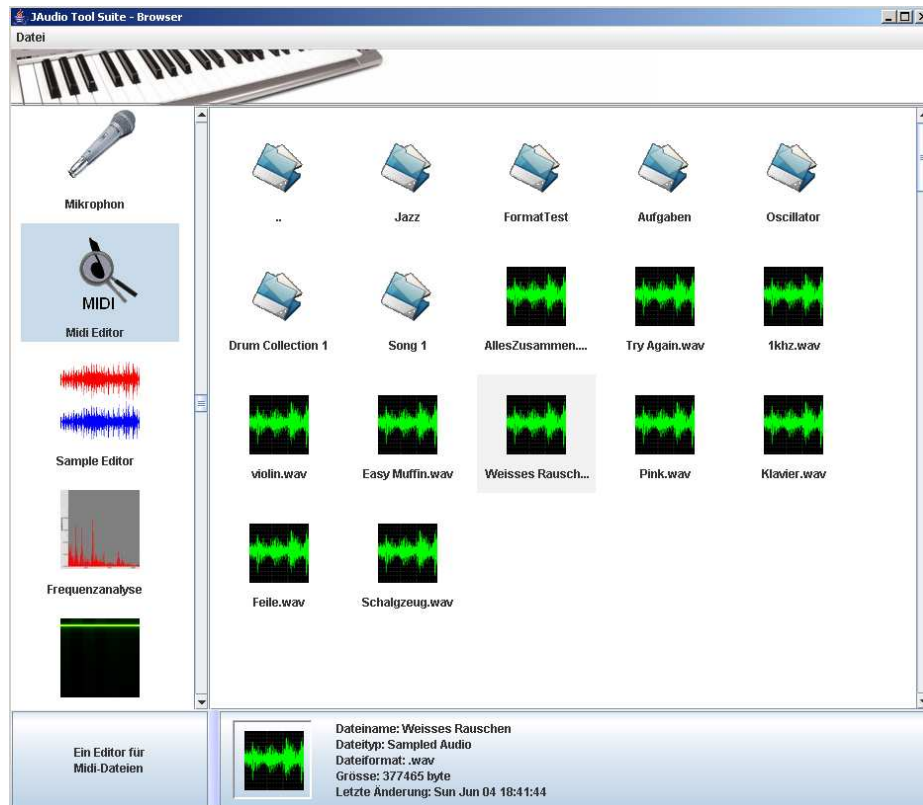 JAudio Tool Suite - Browser
Datei
Mikrophon
MIDI
Midi Editor
Sample Editor
Frequenzanalyse
..
Jazz
FormatTest
Aufgaben
Oscillator
Drum Collection 1
Song 1
AllesZusammen....
Try Again.wav
1khz.wav
violin.wav
Easy Muffin.wav
Weisses Rausch...
Pink.wav
Klavier.wav
Feile.wav
Schalgzeug.wav
Ein Editor für
Midi-Dateien
Dateiname: Weisses Rauschen
Dateityp: Sampled Audio
Dateiformat: .wav
Grösse: 377465 byte
Letzte Änderung: Sun Jun 04 18:41:44